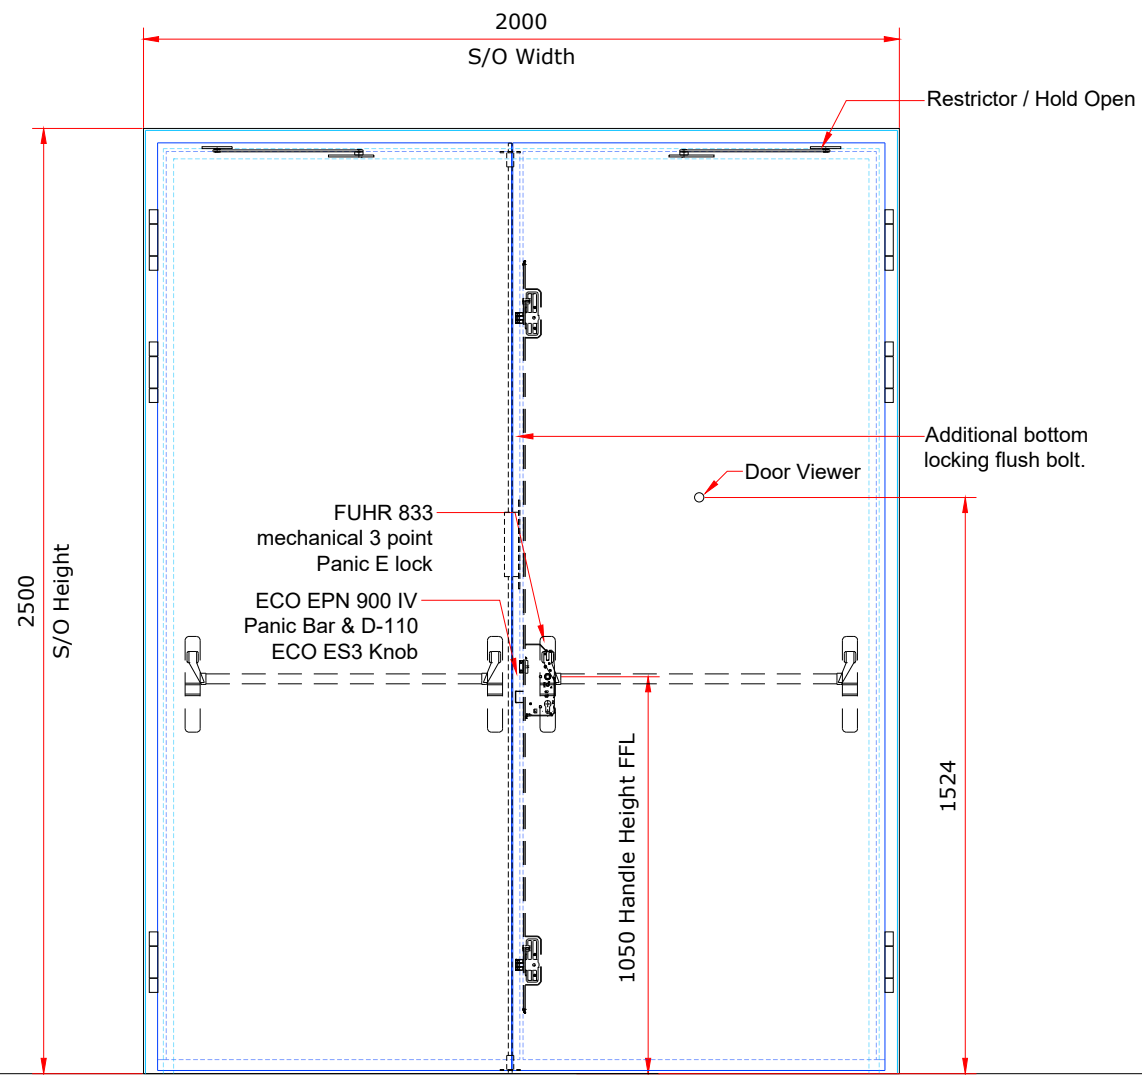 2000
S/O Width
Restrictor / Hold Open
Additional bottom
locking flush bolt.
Door Viewer
FUHR 833
mechanical 3 point
Panic E lock
ECO EPN 900 IV
Panic Bar & D-110
ECO ES3 Knob
2500
S/O Height
1050 Handle Height FFL
1524